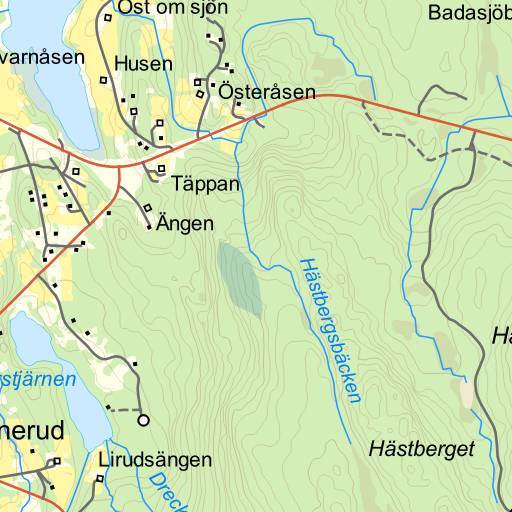 Öst om sjön
Badasjöb
varnåsen
Husen
Österåsen
Täppan
Ängen
Hästbergsbäcken
Hä
stjärnen
nerud
Hästberget
Lirudsängen
Dreck